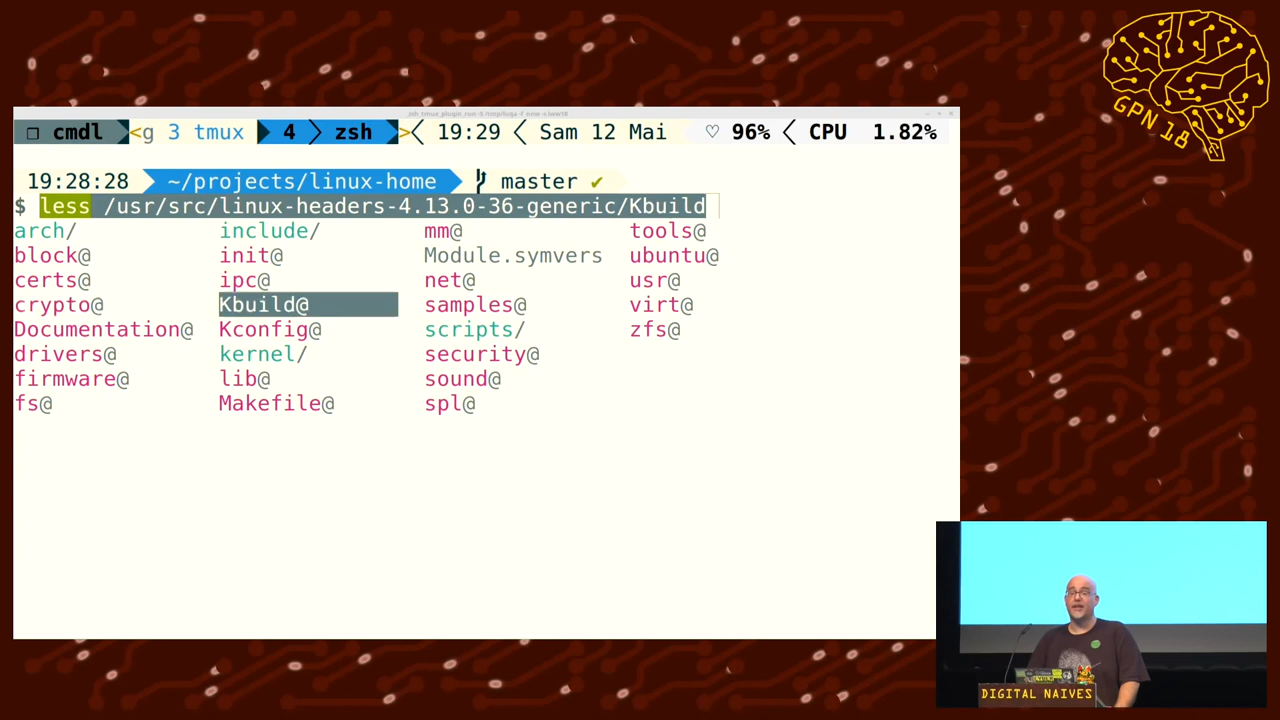 GPN 18
□ cmdl <g 3 tmux 4 zsh > 19:29 Sam 12 Mai ♡ 96% CPU 1.82%
19:28:28 ~/projects/linux-home master ✔
$ less /usr/src/linux-headers-4.13.0-36-generic/Kbuild
arch/ include/ mm@ tools@
block@ init@ Module.symvers ubuntu@
certs@ ipc@ net@ usr@
crypto@ Kbuild@ samples@ virt@
Documentation@ Kconfig@ scripts/ zfs@
drivers@ kernel/ security@
firmware@ lib@ sound@
fs@ Makefile@ spl@
DIGITAL NAIVES